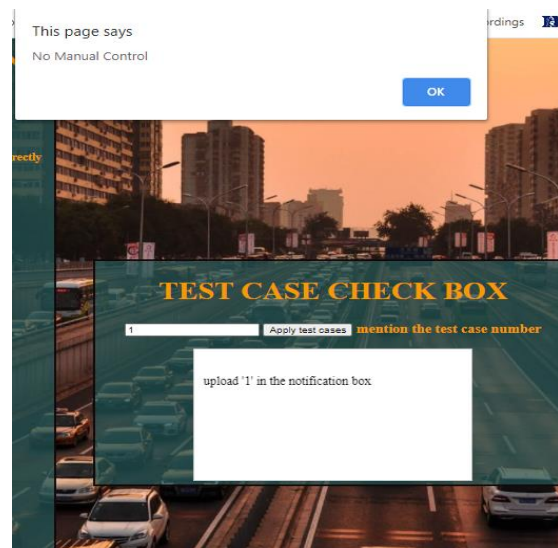 This page says
No Manual Control
OK
rectly
TEST CASE CHECK BOX
1 Apply test cases mention the test case number
upload '1' in the notification box